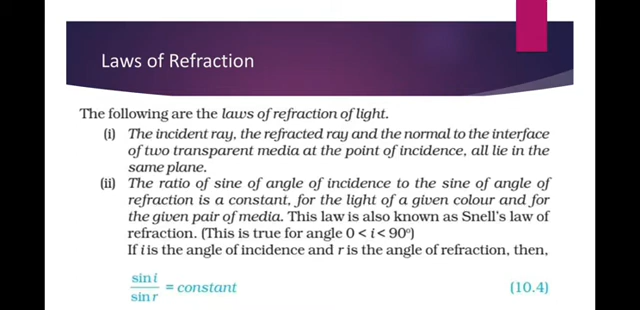 Laws of Refraction
The following are the laws of refraction of light.
(i) The incident ray, the refracted ray and the normal to the interface
of two transparent media at the point of incidence, all lie in the
same plane.
(ii) The ratio of sine of angle of incidence to the sine of angle of
refraction is a constant, for the light of a given colour and for
the given pair of media. This law is also known as Snell's law of
refraction. (This is true for angle 0 < i < 90°)
If i is the angle of incidence and r is the angle of refraction, then,
sin i
sin r
= constant (10.4)